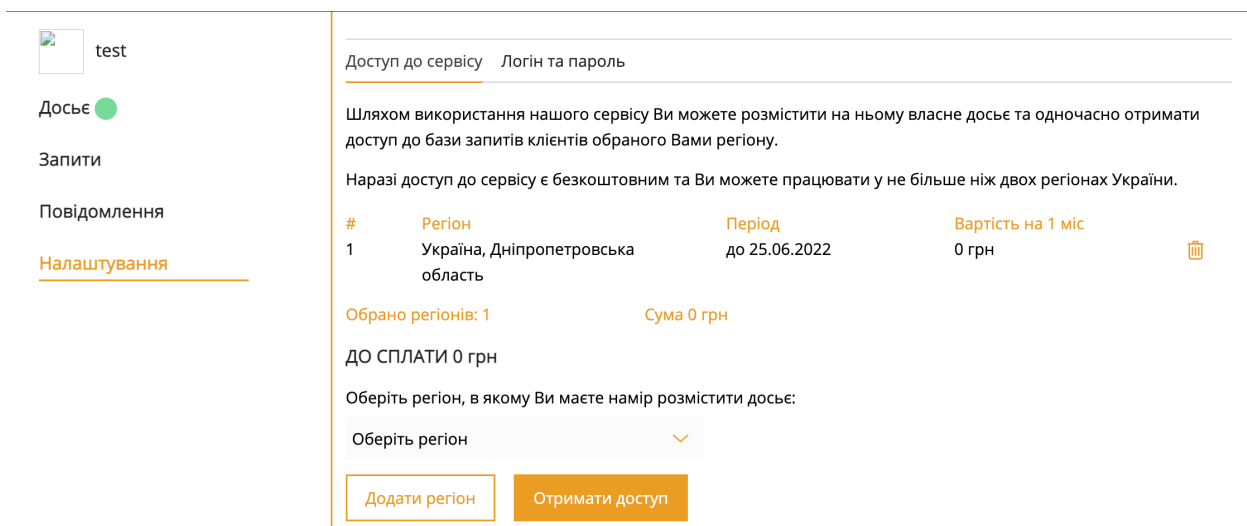 test
Досьє
Запити
Повідомлення
Налаштування
Доступ до сервісу Логін та пароль
Шляхом використання нашого сервісу Ви можете розмістити на ньому власне досьє та одночасно отримати
доступ до бази запитів клієнтів обраного Вами регіону.
Наразі доступ до сервісу є безкоштовним та Ви можете працювати у не більше ніж двох регіонах України.
# Регіон Період Вартість на 1 міс
1 Україна, Дніпропетровська до 25.06.2022 0 грн
область
Обрано регіонів: 1 Сума 0 грн
ДО СПЛАТИ 0 грн
Оберіть регіон, в якому Ви маєте намір розмістити досьє:
Оберіть регіон
Додати регіон Отримати доступ